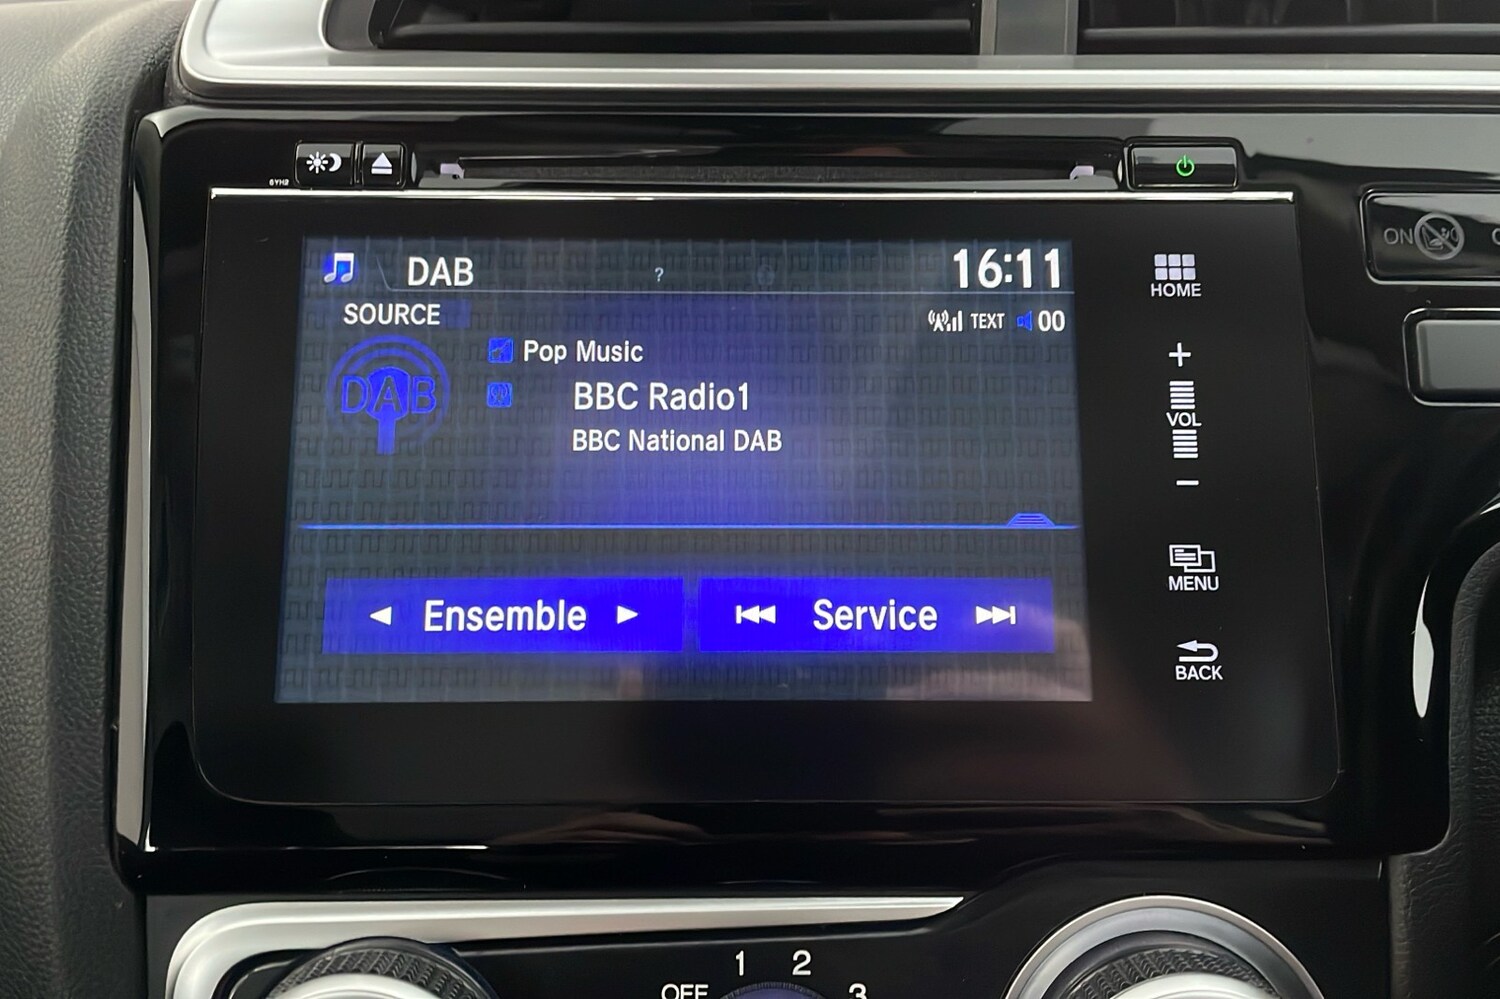 DAB
?
16:11
SOURCE
TEXT 00
Pop Music
DAB
BBC Radio1
BBC National DAB
Ensemble
Service
HOME
+
VOL
−
MENU
BACK
ON
1 2
OFF 3